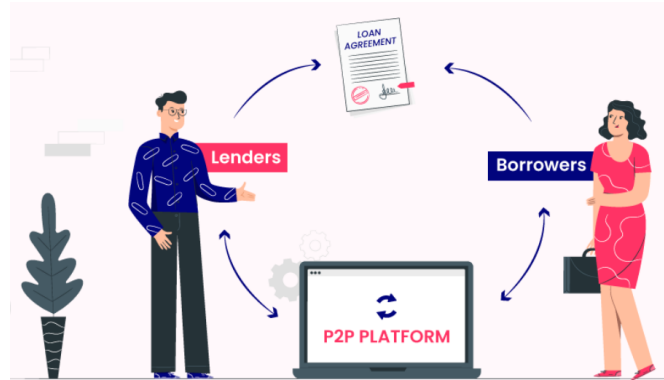 LOAN
AGREEMENT
Lenders
Borrowers
P2P PLATFORM